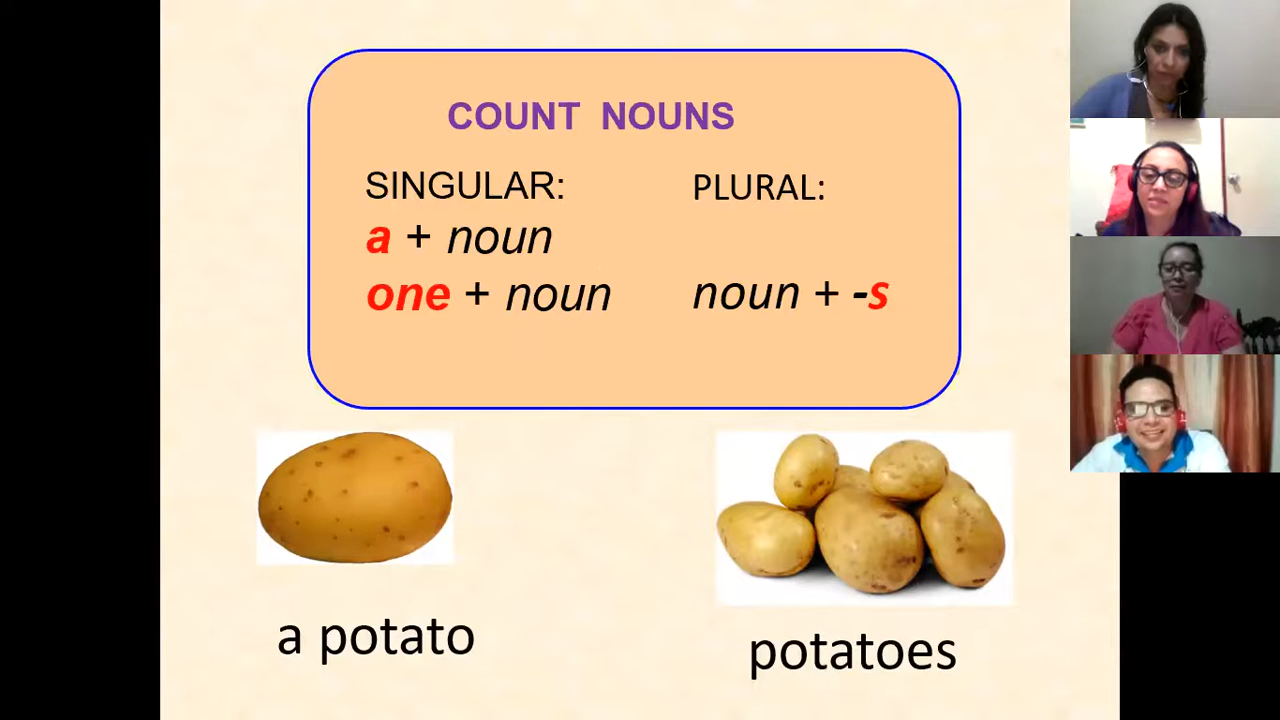 COUNT NOUNS
SINGULAR:
a + noun
one + noun
PLURAL:
noun + -s
a potato
potatoes